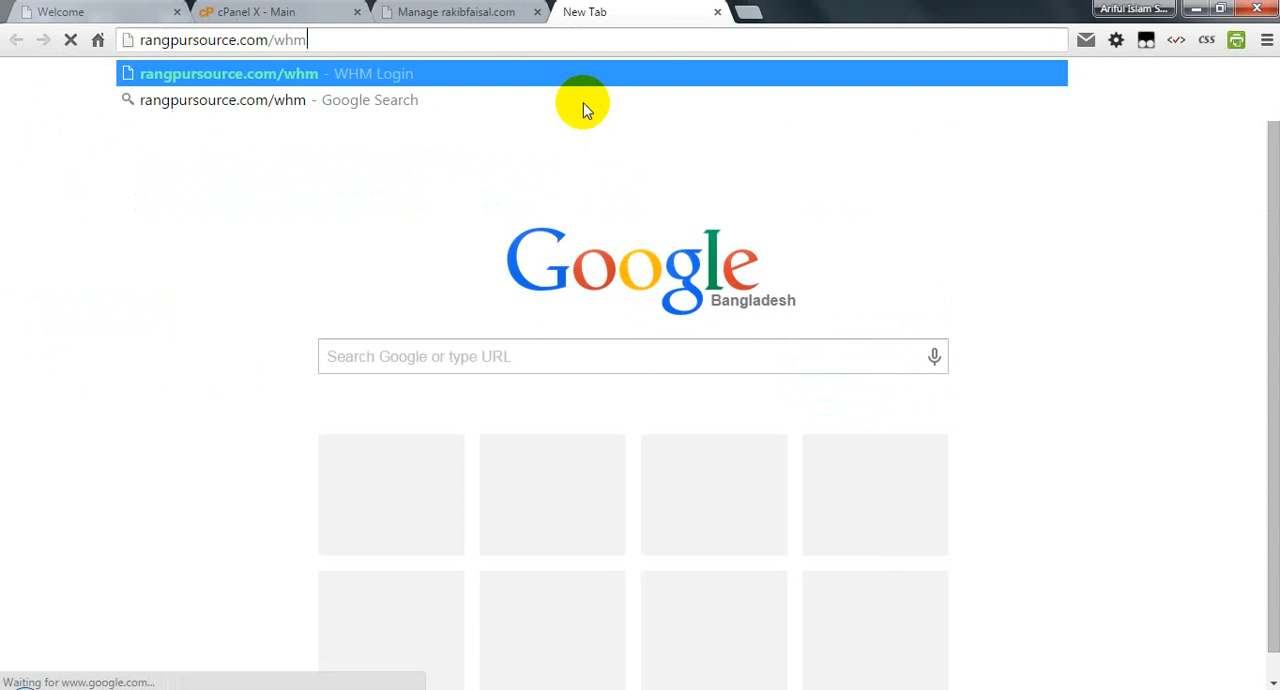 Welcome
cPanel X - Main
Manage rakibfaisal.com
New Tab
Ariful Islam S...
rangpursource.com/whm
rangpursource.com/whm - WHM Login
rangpursource.com/whm - Google Search
CSS
Google
Bangladesh
Search Google or type URL
Waiting for www.google.com...